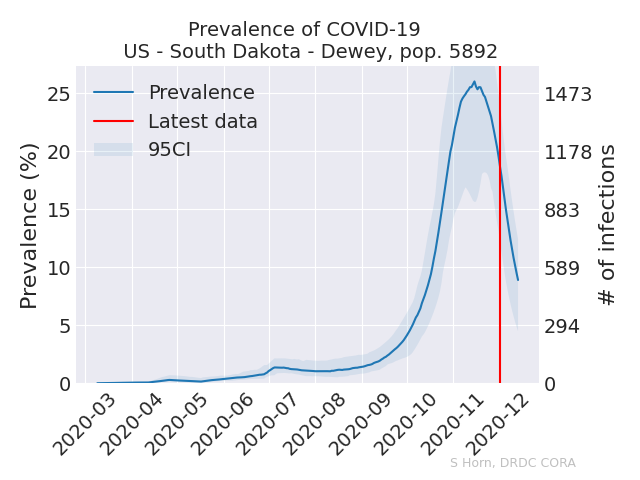 Prevalence of COVID-19
US - South Dakota - Dewey, pop. 5892
Prevalence
Latest data
95CI
Prevalence (%)
25
20
15
10
5
0
1473
1178
883
589
294
0
# of infections
2020-03
2020-04
2020-05
2020-06
2020-07
2020-08
2020-09
2020-10
2020-11
2020-12
S Horn, DRDC CORA